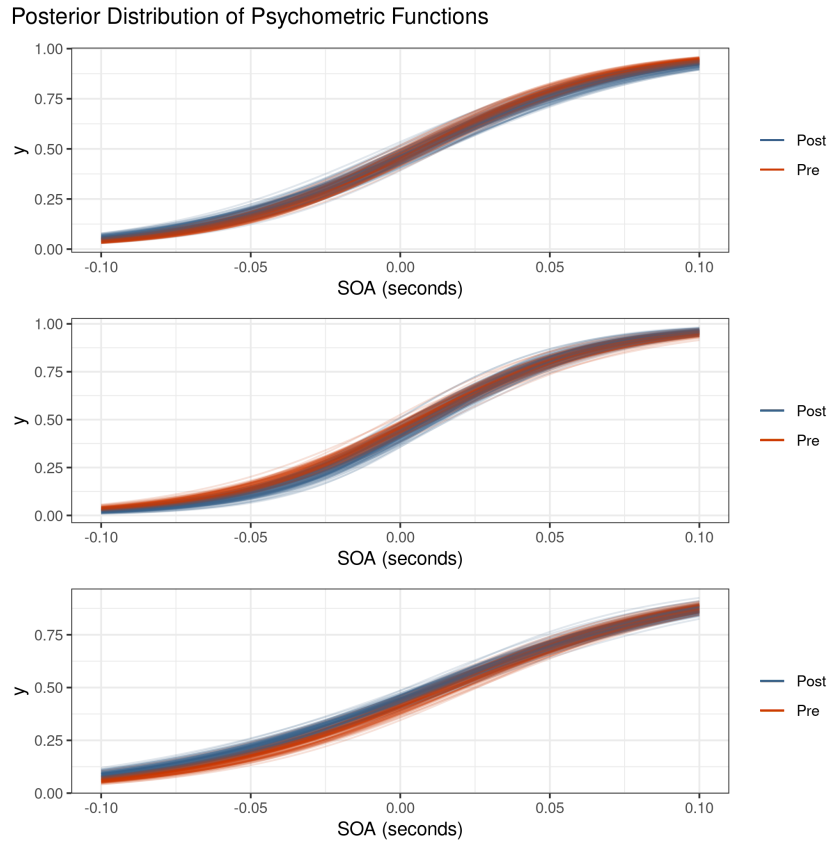 Posterior Distribution of Psychometric Functions
1.00
0.75
0.50
0.25
0.00
y
-0.10 -0.05 0.00 0.05 0.10
SOA (seconds)
Post
Pre
1.00
0.75
0.50
0.25
0.00
y
-0.10 -0.05 0.00 0.05 0.10
SOA (seconds)
Post
Pre
0.75
0.50
0.25
0.00
y
-0.10 -0.05 0.00 0.05 0.10
SOA (seconds)
Post
Pre